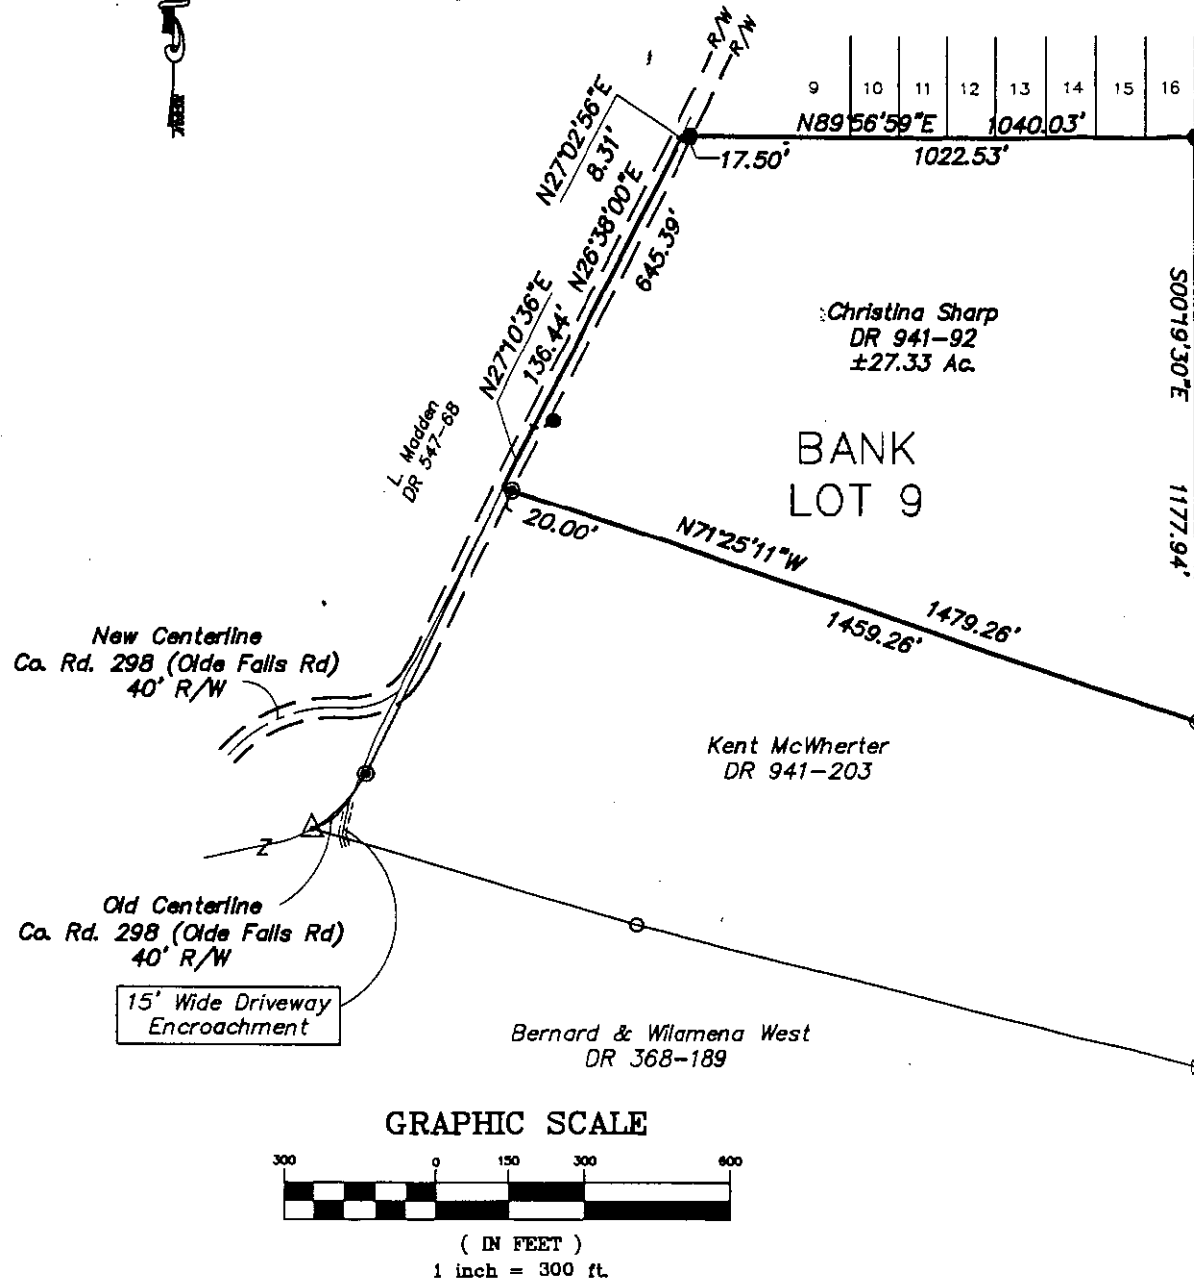 R/W
R/W
9 10 11 12 13 14 15 16
N89°56'59"E 1040.03'
17.50'
1022.53'
N27°02'56"E
8.31'
N26°38'00"E
645.39'
N27°10'36"E
136.44'
Christina Sharp
DR 941-92
±27.33 Ac.
S00°19'30"E
1177.94'
BANK
LOT 9
L. Madden
DR 547-68
20.00'
N71°25'11"W
1479.26'
1459.26'
New Centerline
Co. Rd. 298 (Olde Falls Rd)
40' R/W
Kent McWherter
DR 941-203
Z
Old Centerline
Co. Rd. 298 (Olde Falls Rd)
40' R/W
15' Wide Driveway
Encroachment
Bernard & Wilamena West
DR 368-189
GRAPHIC SCALE
300 0 150 300 600
( IN FEET )
1 inch = 300 ft.